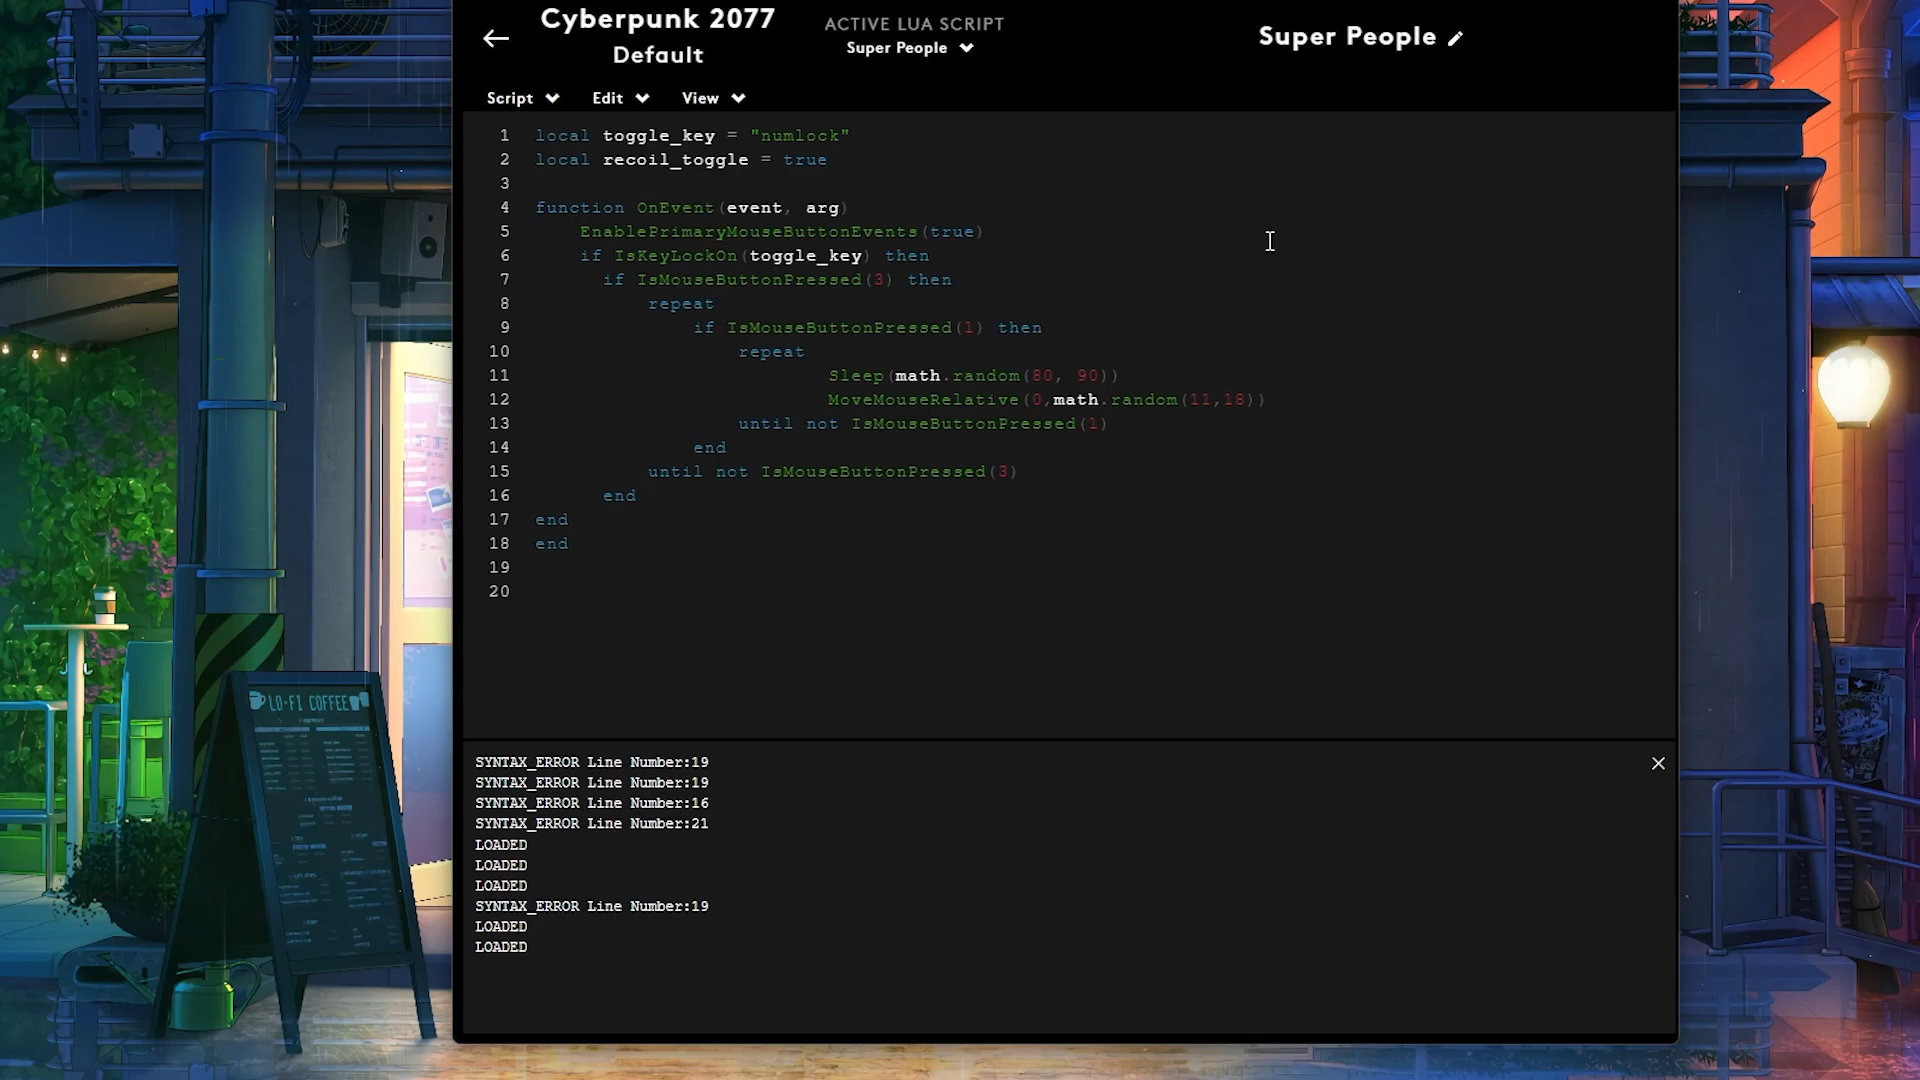 Cyberpunk 2077
Default
ACTIVE LUA SCRIPT
Super People
Super People
Script
Edit
View
1 local toggle_key = "numlock"
2 local recoil_toggle = true
3
4 function OnEvent(event, arg)
5 EnablePrimaryMouseButtonEvents(true)
6 if IsKeyLockOn(toggle_key) then
7 if IsMouseButtonPressed(3) then
8 repeat
9 if IsMouseButtonPressed(1) then
10 repeat
11 Sleep(math.random(80, 90))
12 MoveMouseRelative(0,math.random(11,18))
13 until not IsMouseButtonPressed(1)
14 end
15 until not IsMouseButtonPressed(3)
16 end
17 end
18 end
19
20
SYNTAX_ERROR Line Number:19
SYNTAX_ERROR Line Number:19
SYNTAX_ERROR Line Number:16
SYNTAX_ERROR Line Number:21
LOADED
LOADED
LOADED
SYNTAX_ERROR Line Number:19
LOADED
LOADED
LO-FI COFFEE